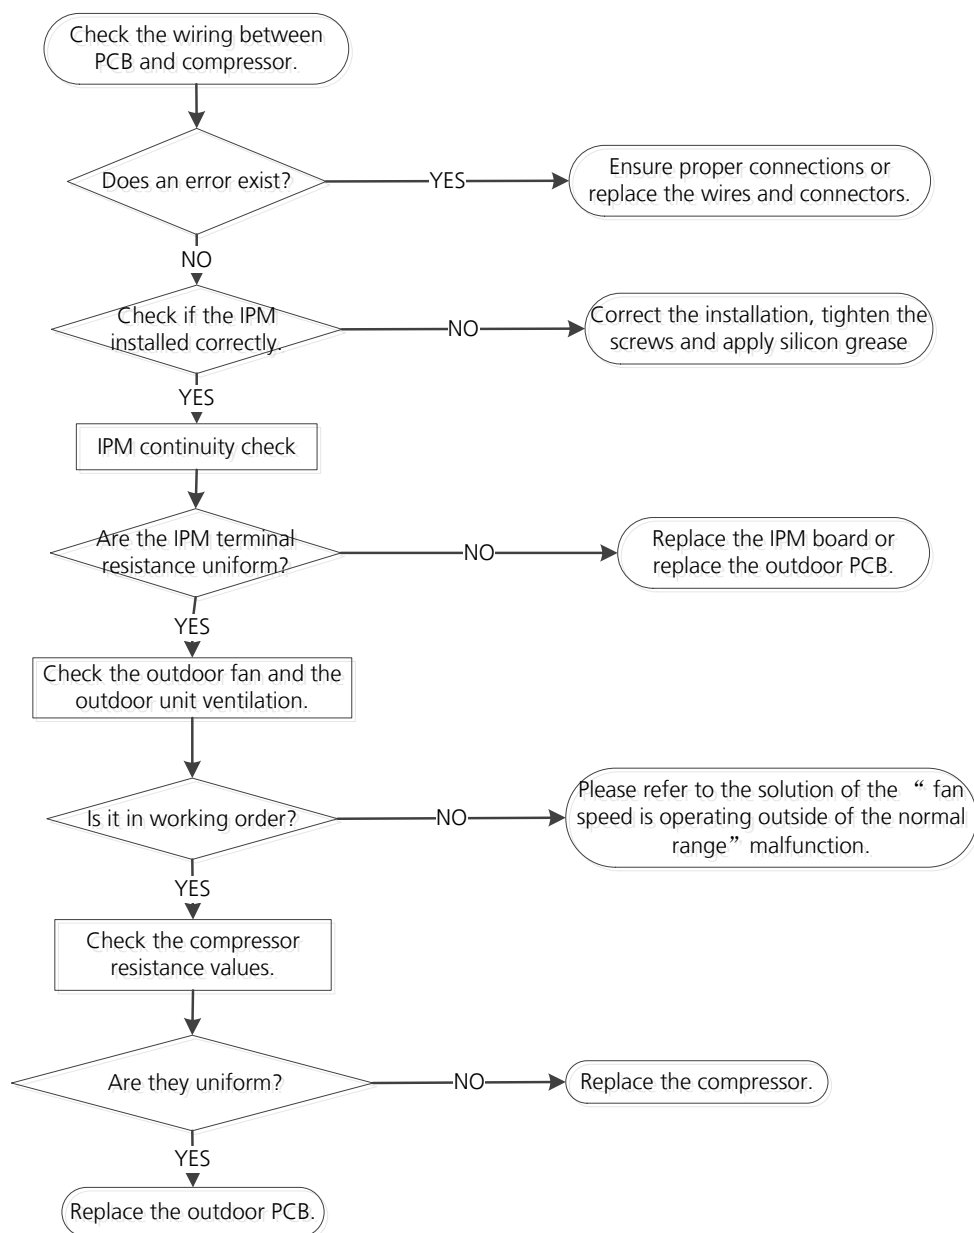 Check the wiring between
PCB and compressor.
Does an error exist?
YES
Ensure proper connections or
replace the wires and connectors.
NO
Check if the IPM
installed correctly.
NO
Correct the installation, tighten the
screws and apply silicon grease
YES
IPM continuity check
Are the IPM terminal
resistance uniform?
NO
Replace the IPM board or
replace the outdoor PCB.
YES
Check the outdoor fan and the
outdoor unit ventilation.
Is it in working order?
NO
Please refer to the solution of the “ fan
speed is operating outside of the normal
range” malfunction.
YES
Check the compressor
resistance values.
Are they uniform?
NO
Replace the compressor.
YES
Replace the outdoor PCB.